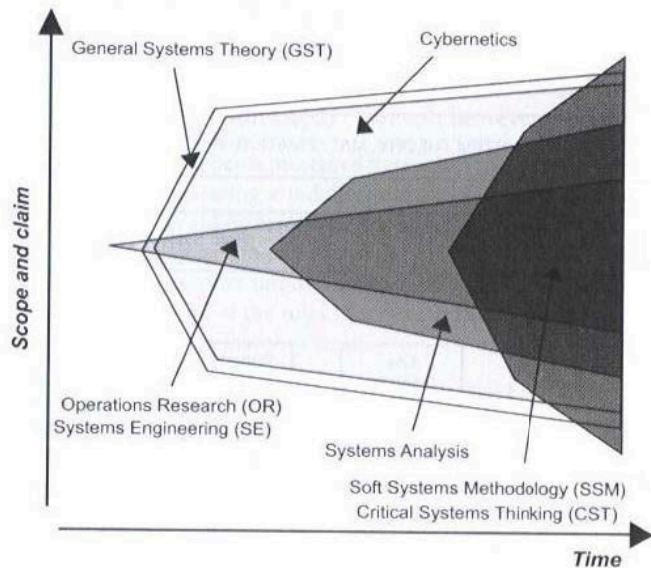 General Systems Theory (GST)
Cybernetics
Scope and claim
Operations Research (OR)
Systems Engineering (SE)
Systems Analysis
Soft Systems Methodology (SSM)
Critical Systems Thinking (CST)
Time